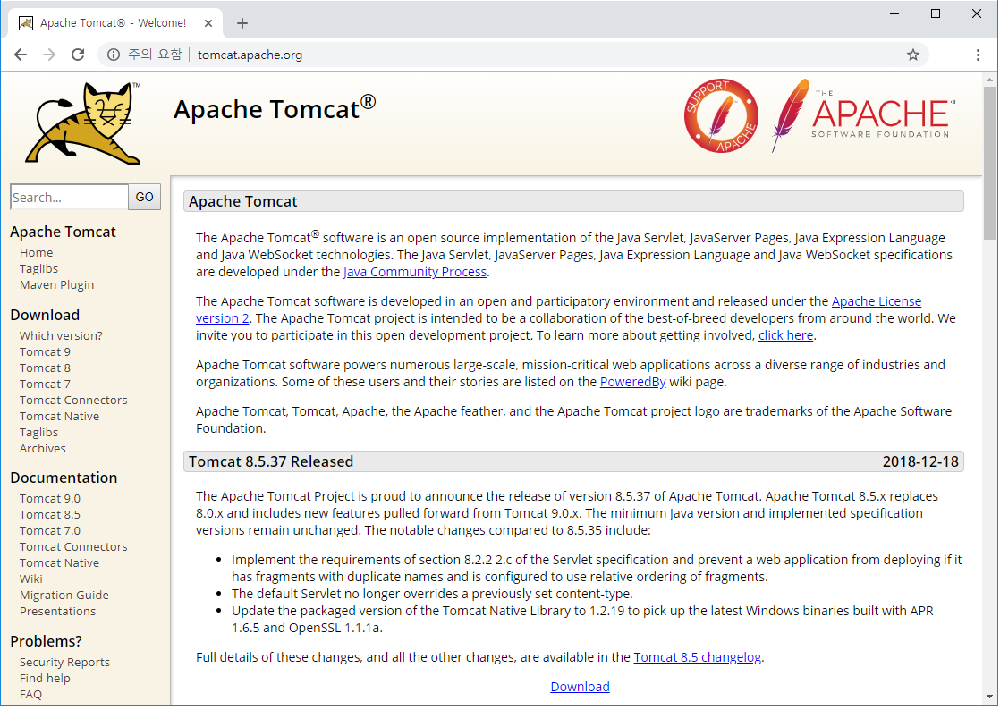 Apache Tomcat® - Welcome!
주의 요함 | tomcat.apache.org
TM
Apache Tomcat®
SUPPORT APACHE
THE
APACHE
SOFTWARE FOUNDATION
Search...
GO
Apache Tomcat
Home
Taglibs
Maven Plugin
Download
Which version?
Tomcat 9
Tomcat 8
Tomcat 7
Tomcat Connectors
Tomcat Native
Taglibs
Archives
Documentation
Tomcat 9.0
Tomcat 8.5
Tomcat 7.0
Tomcat Connectors
Tomcat Native
Wiki
Migration Guide
Presentations
Problems?
Security Reports
Find help
FAQ
Apache Tomcat
The Apache Tomcat® software is an open source implementation of the Java Servlet, JavaServer Pages, Java Expression Language
and Java WebSocket technologies. The Java Servlet, JavaServer Pages, Java Expression Language and Java WebSocket specifications
are developed under the Java Community Process.
The Apache Tomcat software is developed in an open and participatory environment and released under the Apache License
version 2. The Apache Tomcat project is intended to be a collaboration of the best-of-breed developers from around the world. We
invite you to participate in this open development project. To learn more about getting involved, click here.
Apache Tomcat software powers numerous large-scale, mission-critical web applications across a diverse range of industries and
organizations. Some of these users and their stories are listed on the PoweredBy wiki page.
Apache Tomcat, Tomcat, Apache, the Apache feather, and the Apache Tomcat project logo are trademarks of the Apache Software
Foundation.
Tomcat 8.5.37 Released 2018-12-18
The Apache Tomcat Project is proud to announce the release of version 8.5.37 of Apache Tomcat. Apache Tomcat 8.5.x replaces
8.0.x and includes new features pulled forward from Tomcat 9.0.x. The minimum Java version and implemented specification
versions remain unchanged. The notable changes compared to 8.5.35 include:
• Implement the requirements of section 8.2.2 2.c of the Servlet specification and prevent a web application from deploying if it
has fragments with duplicate names and is configured to use relative ordering of fragments.
• The default Servlet no longer overrides a previously set content-type.
• Update the packaged version of the Tomcat Native Library to 1.2.19 to pick up the latest Windows binaries built with APR
1.6.5 and OpenSSL 1.1.1a.
Full details of these changes, and all the other changes, are available in the Tomcat 8.5 changelog.
Download